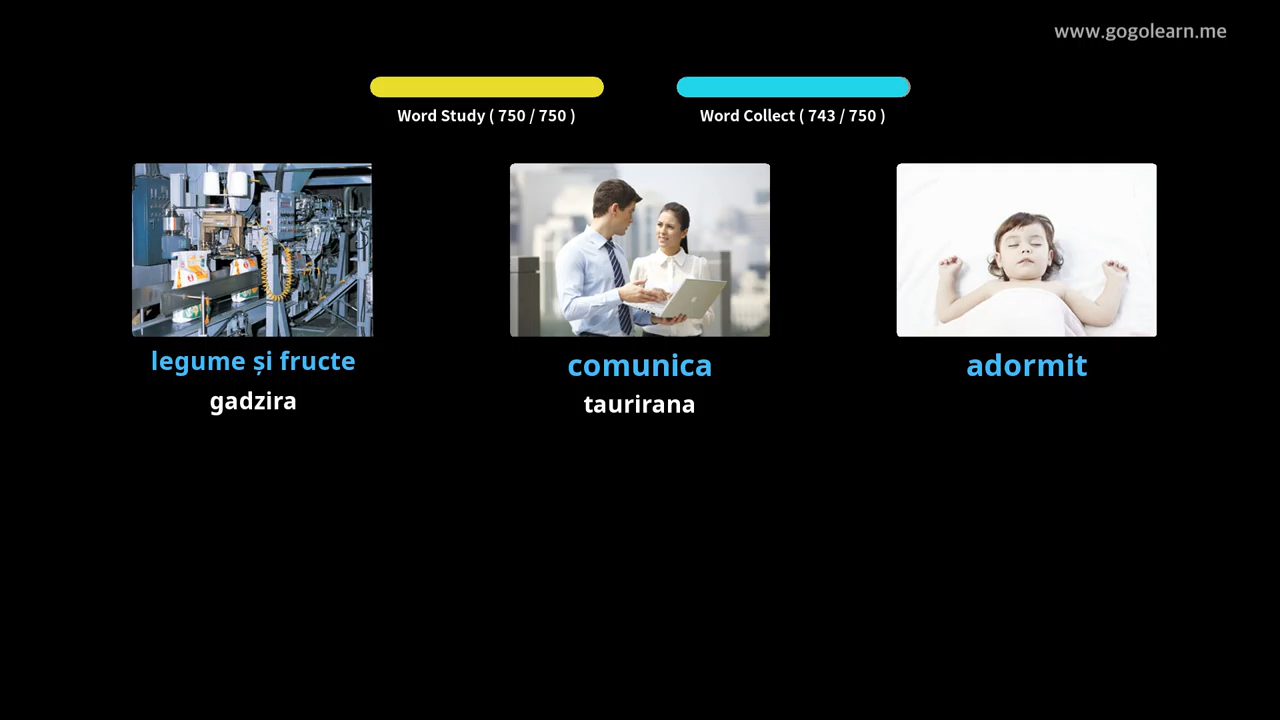 www.gogolearn.me
Word Study ( 750 / 750 )
Word Collect ( 743 / 750 )
legume și fructe
comunica
adormit
gadzira
taurirana